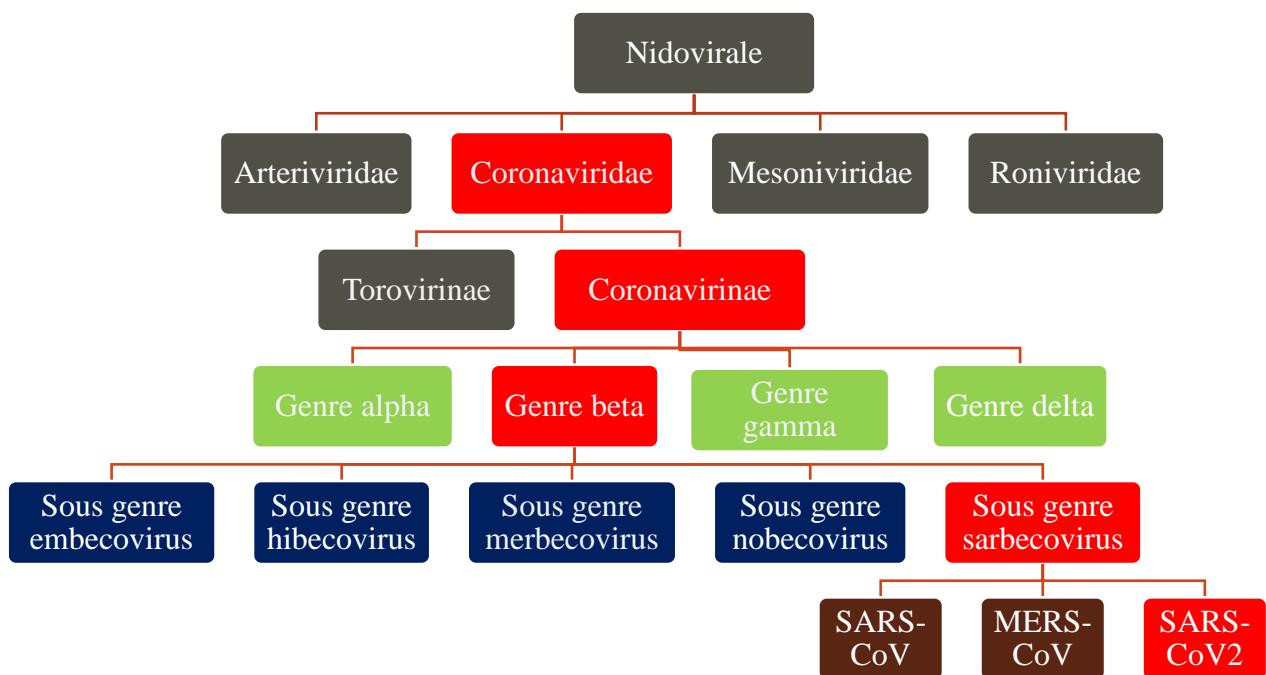 Nidovirale
Arteriviridae
Coronaviridae
Mesoniviridae
Roniviridae
Torovirinae
Coronavirinae
Genre alpha
Genre beta
Genre
gamma
Genre delta
Sous genre
embecovirus
Sous genre
hibecovirus
Sous genre
merbecovirus
Sous genre
nobecovirus
Sous genre
sarbecovirus
SARS-
CoV
MERS-
CoV
SARS-
CoV2